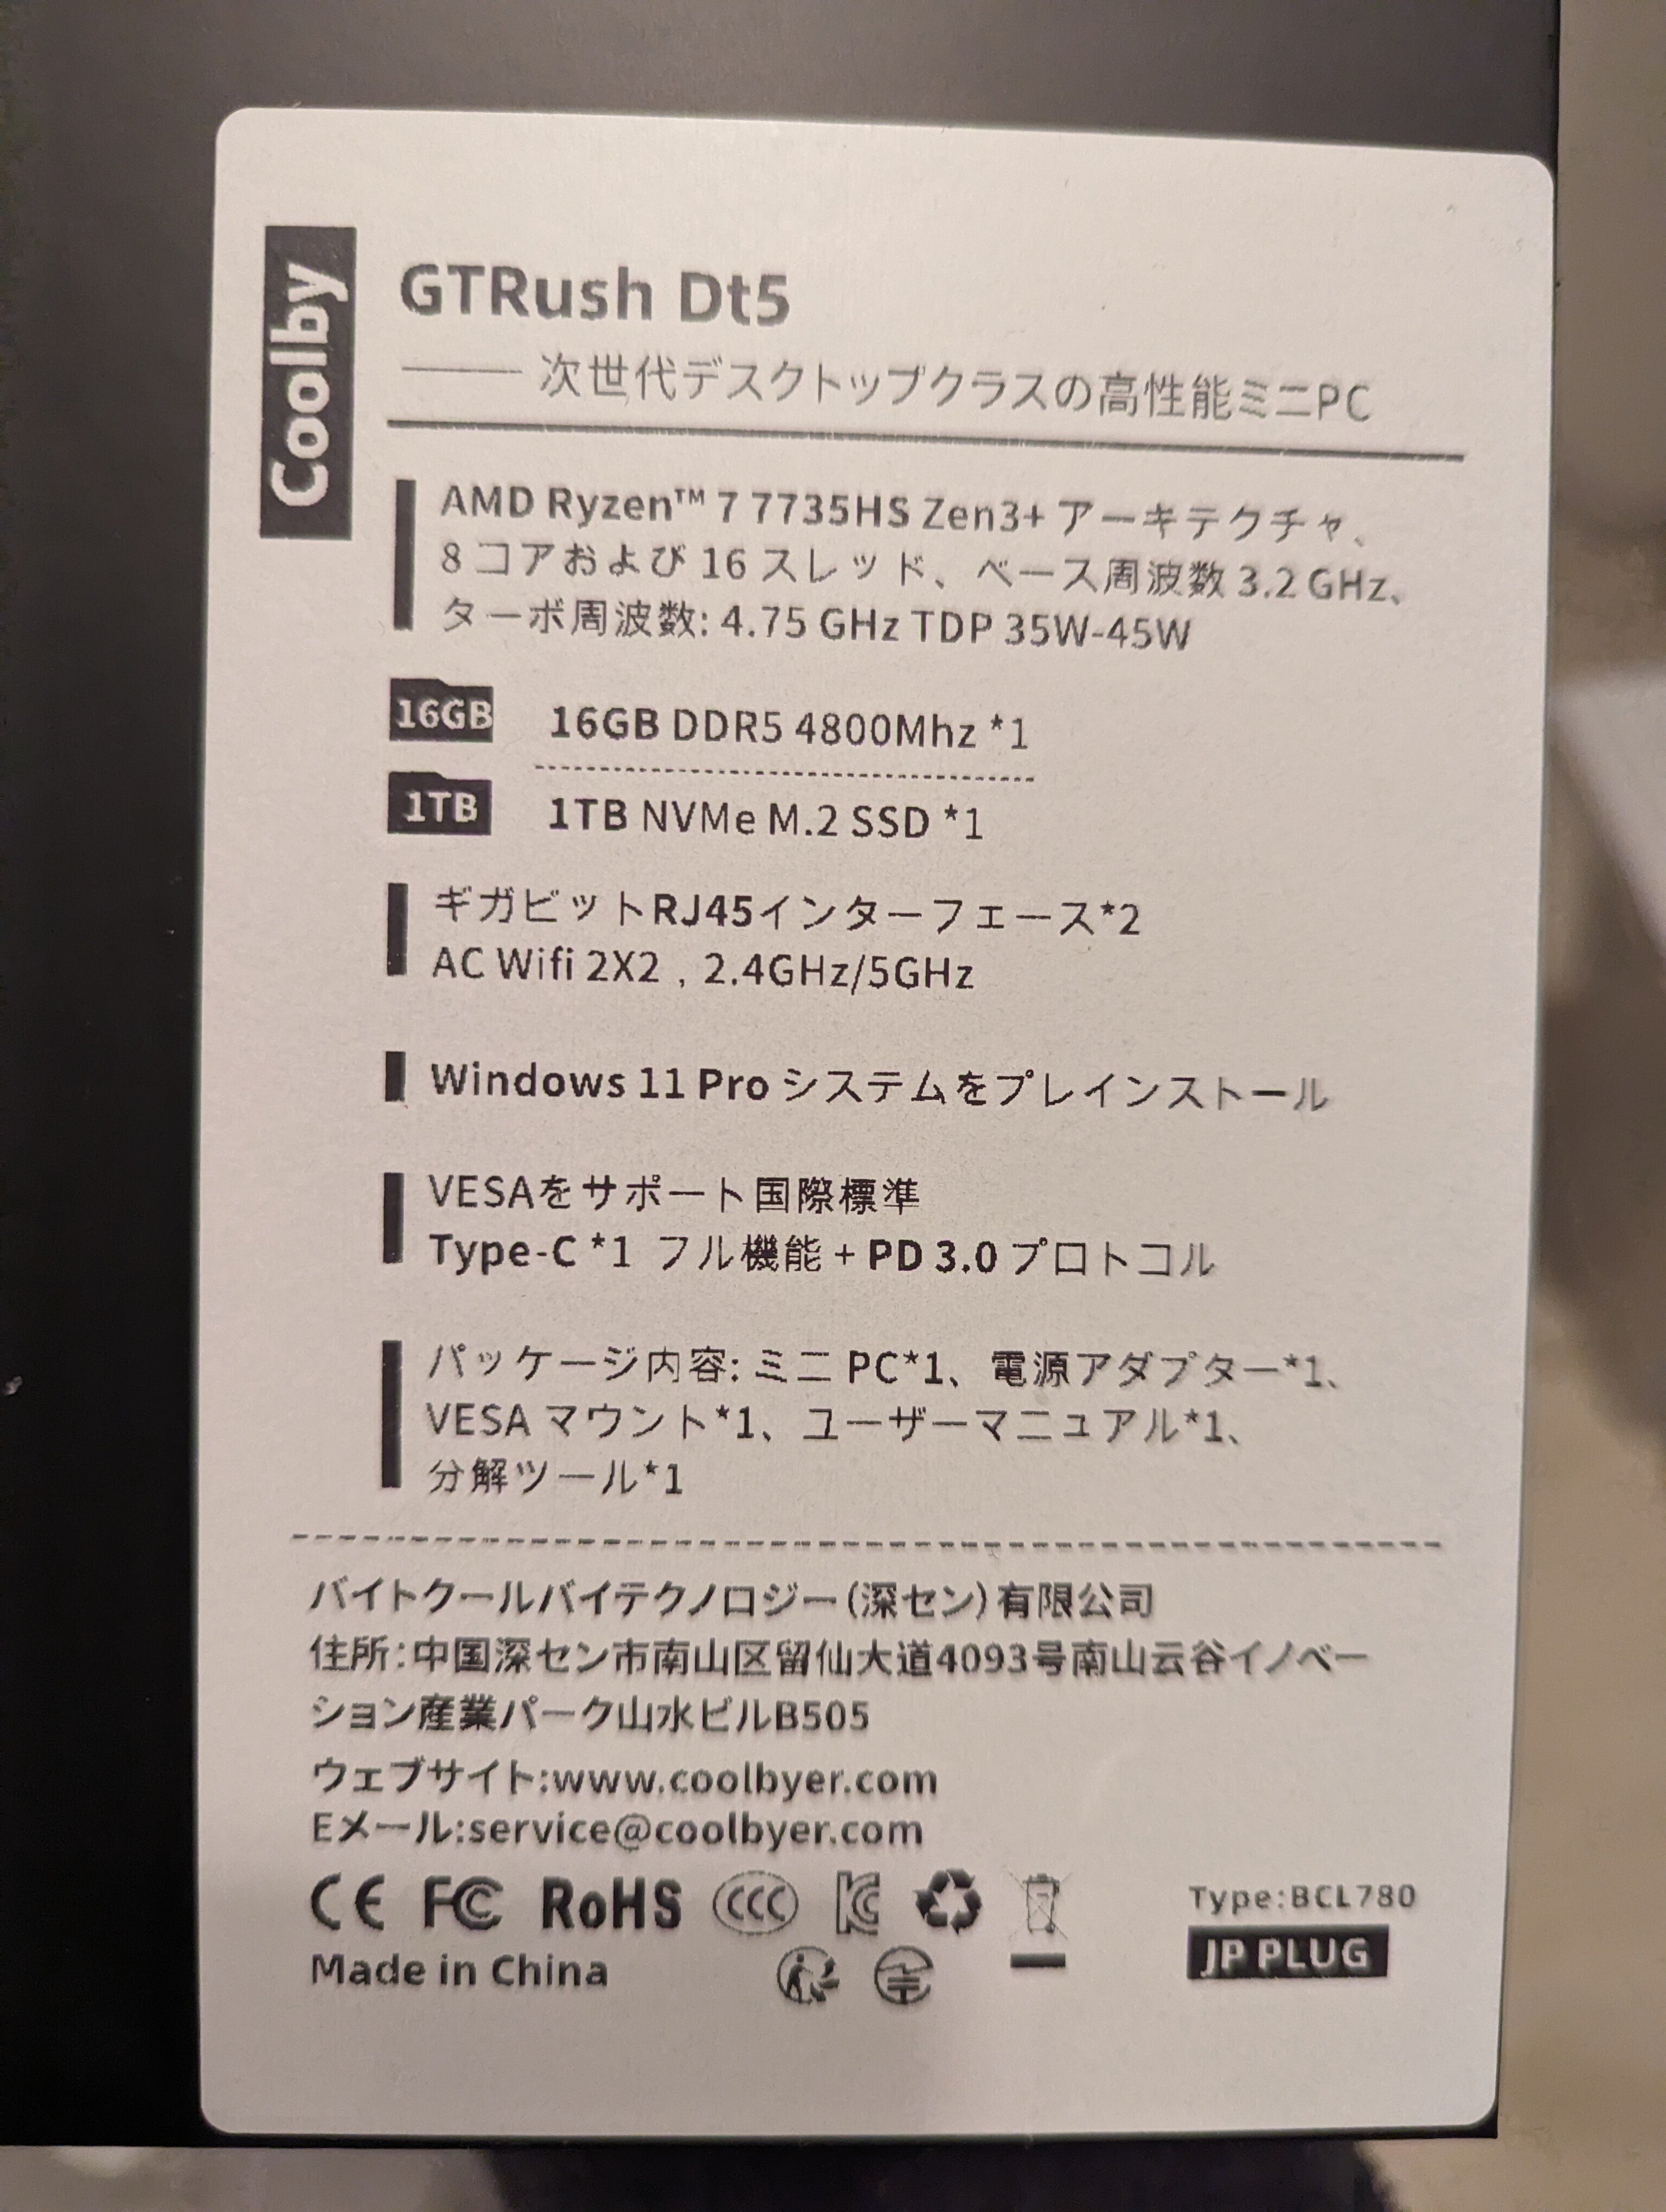 Coolby
GTRush Dt5
—— 次世代デスクトップクラスの高性能ミニPC
AMD Ryzen™ 7 7735HS Zen3+ アーキテクチャ、
8 コアおよび 16 スレッド、ベース周波数 3.2 GHz、
ターボ周波数: 4.75 GHz TDP 35W-45W
16GB 16GB DDR5 4800Mhz *1
1TB 1TB NVMe M.2 SSD *1
ギガビットRJ45インターフェース*2
AC Wifi 2X2 , 2.4GHz/5GHz
Windows 11 Pro システムをプレインストール
VESAをサポート国際標準
Type-C *1 フル機能 + PD 3.0 プロトコル
パッケージ内容: ミニ PC*1、電源アダプター*1、
VESA マウント*1、ユーザーマニュアル*1、
分解ツール*1
バイトクールバイテクノロジー(深セン)有限公司
住所:中国深セン市南山区留仙大道4093号南山云谷イノベー
ション産業パーク山水ビルB505
ウェブサイト:www.coolbyer.com
Eメール:service@coolbyer.com
CE FC RoHS CCC KC
Type:BCL780
Made in China
JP PLUG